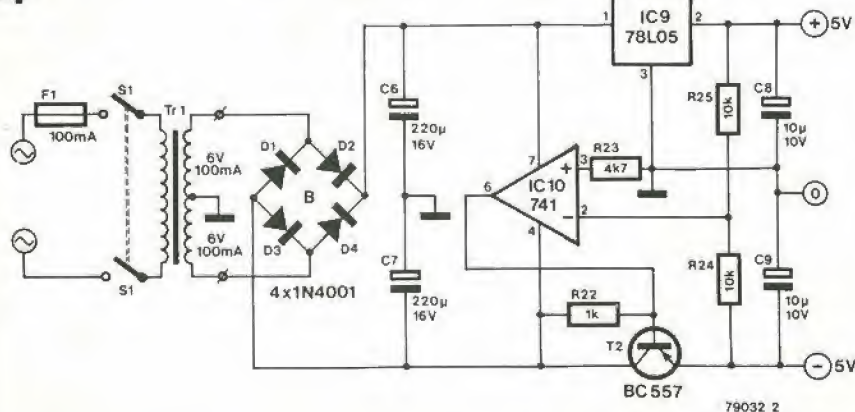 F1
100mA
S1
S1
Tr1
6V
100mA
6V
100mA
D1
D2
B
D3
D4
4x1N4001
C6
220µ
16V
C7
220µ
16V
1
IC9
78L05
2
3
7
3
R23
4k7
6
IC10
741
+
−
2
4
R22
1k
T2
BC557
R25
10k
R24
10k
C8
10µ
10V
C9
10µ
10V
+ 5V
0
− 5V
79032 2